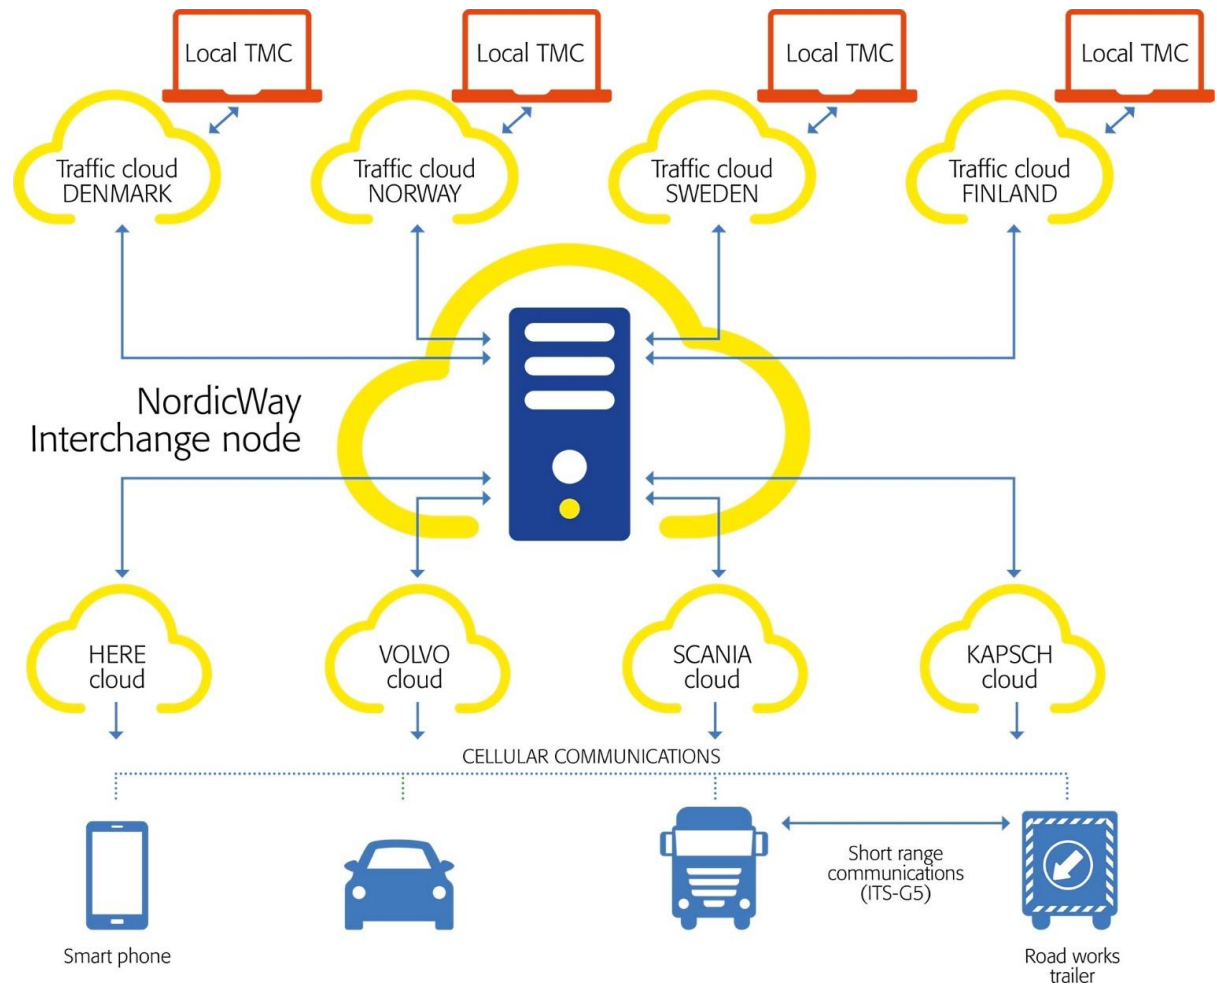 Local TMC
Local TMC
Local TMC
Local TMC
Traffic cloud
DENMARK
Traffic cloud
NORWAY
Traffic cloud
SWEDEN
Traffic cloud
FINLAND
NordicWay
Interchange node
HERE
cloud
VOLVO
cloud
SCANIA
cloud
KAPSCH
cloud
CELLULAR COMMUNICATIONS
Short range
communications
(ITS-G5)
Smart phone
Road works
trailer